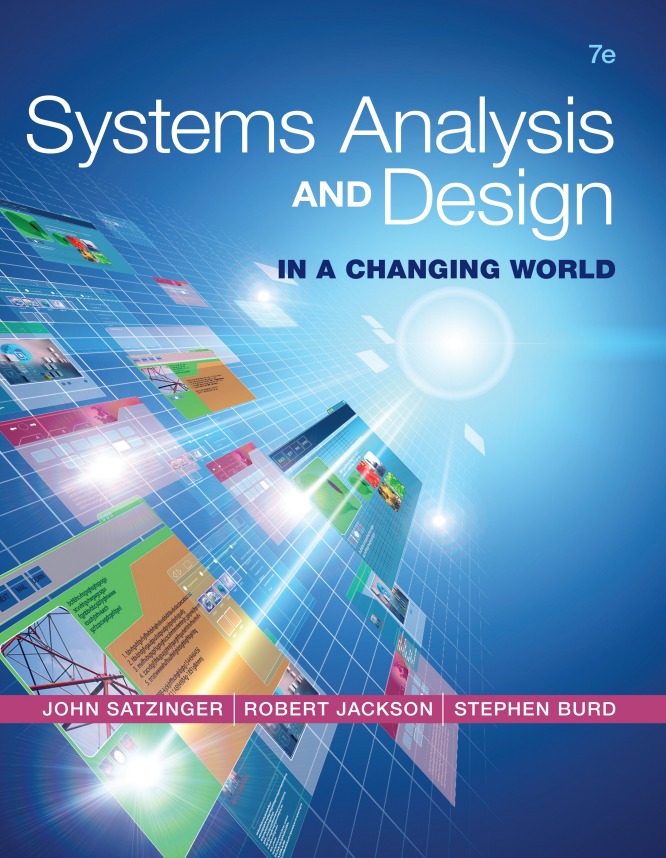 7e
Systems Analysis
AND Design
IN A CHANGING WORLD
JOHN SATZINGER | ROBERT JACKSON | STEPHEN BURD